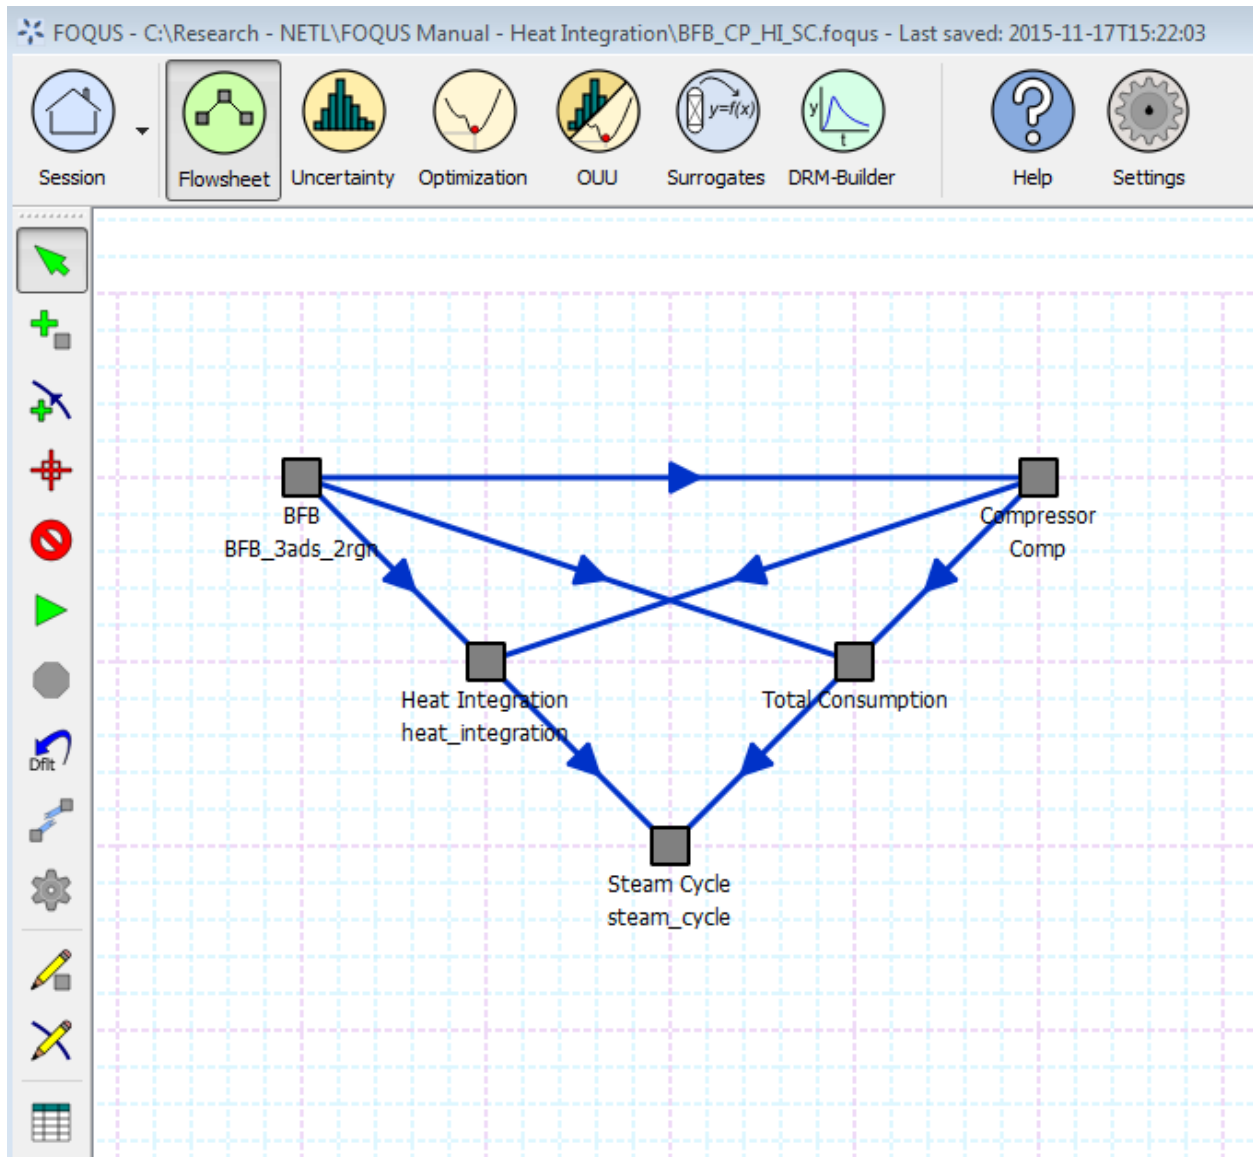 FOQUS - C:\Research - NETL\FOQUS Manual - Heat Integration\BFB_CP_HI_SC.foqus - Last saved: 2015-11-17T15:22:03
y=f(x)
y
t
Session
Flowsheet
Uncertainty
Optimization
OUU
Surrogates
DRM-Builder
Help
Settings
BFB
BFB_3ads_2rgn
Compressor
Comp
Heat Integration
heat_integration
Total Consumption
Dflt
Steam Cycle
steam_cycle